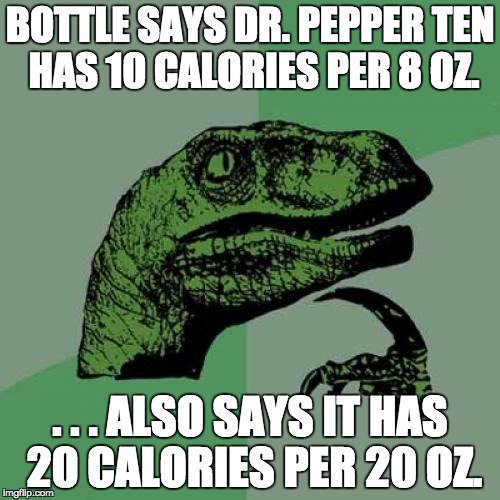 BOTTLE SAYS DR. PEPPER TEN
HAS 10 CALORIES PER 8 OZ.
. . . ALSO SAYS IT HAS
20 CALORIES PER 20 OZ.
imgflip.com